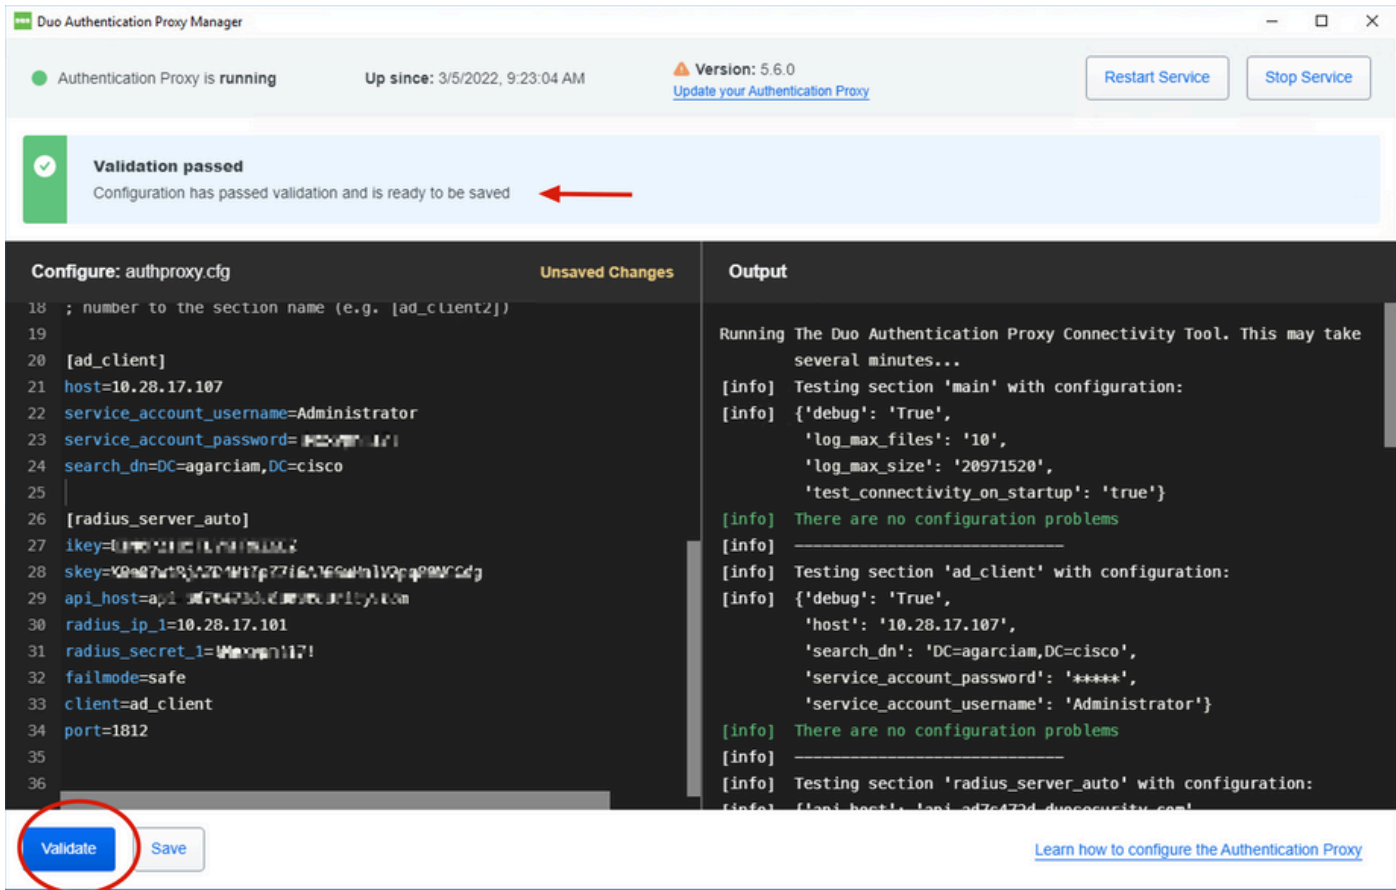 Duo Authentication Proxy Manager
Authentication Proxy is running
Up since: 3/5/2022, 9:23:04 AM
Version: 5.6.0
Update your Authentication Proxy
Restart Service
Stop Service
Validation passed
Configuration has passed validation and is ready to be saved
Configure: authproxy.cfg
Unsaved Changes
18 ; number to the section name (e.g. [ad_client2])
19
20 [ad_client]
21 host=10.28.17.107
22 service_account_username=Administrator
23 service_account_password=
24 search_dn=DC=agarciam,DC=cisco
25
26 [radius_server_auto]
27 ikey=
28 skey=
29 api_host=
30 radius_ip_1=10.28.17.101
31 radius_secret_1=
32 failmode=safe
33 client=ad_client
34 port=1812
35
36
Output
Running The Duo Authentication Proxy Connectivity Tool. This may take
several minutes...
[info] Testing section 'main' with configuration:
[info] {'debug': 'True',
'log_max_files': '10',
'log_max_size': '20971520',
'test_connectivity_on_startup': 'true'}
[info] There are no configuration problems
[info] -----------------------------
[info] Testing section 'ad_client' with configuration:
[info] {'debug': 'True',
'host': '10.28.17.107',
'search_dn': 'DC=agarciam,DC=cisco',
'service_account_password': '*****',
'service_account_username': 'Administrator'}
[info] There are no configuration problems
[info] -----------------------------
[info] Testing section 'radius_server_auto' with configuration:
[info]
Validate
Save
Learn how to configure the Authentication Proxy